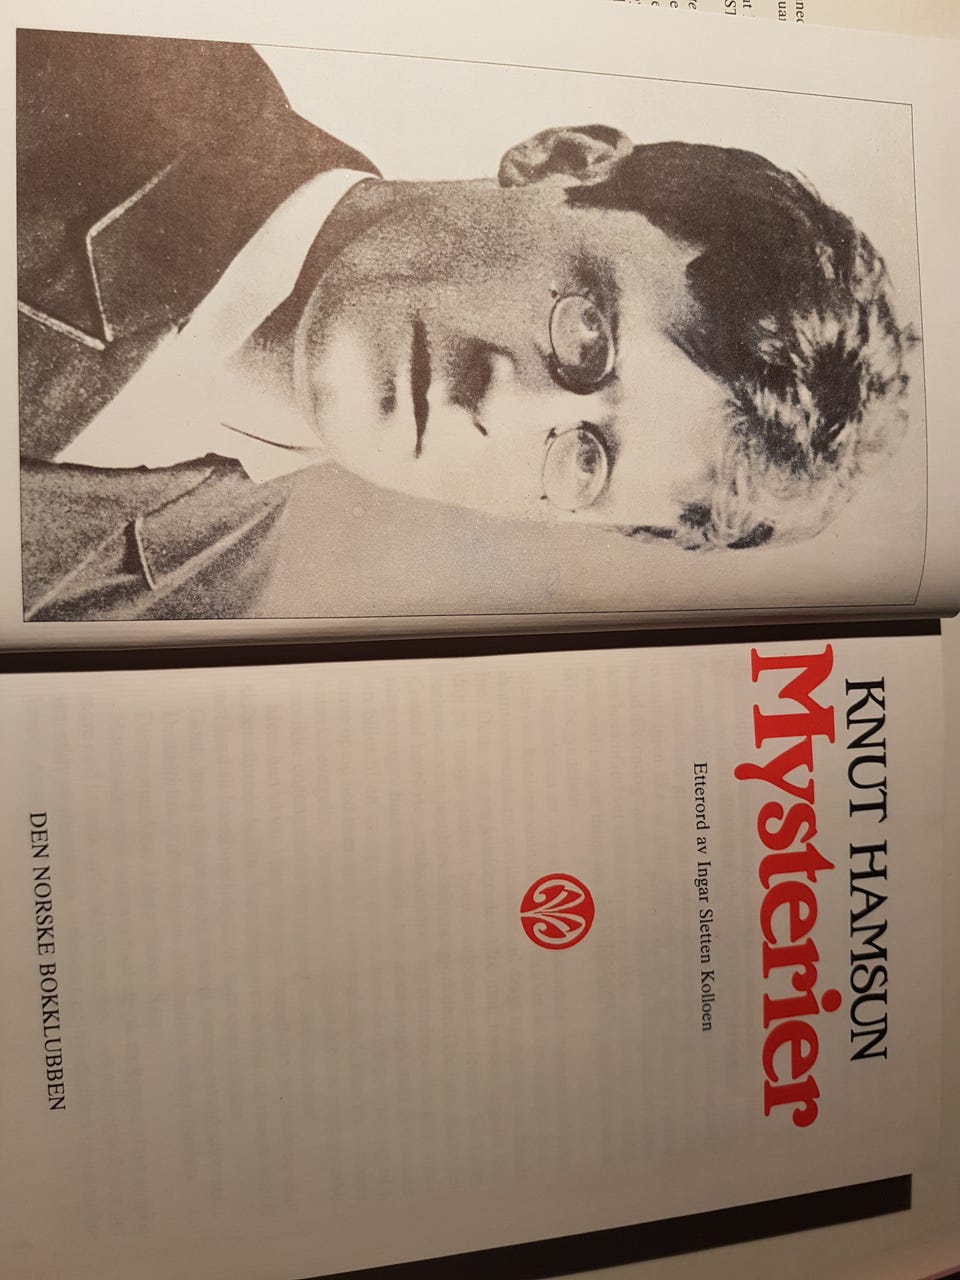 KNUT HAMSUN
Mysterier
Etterord av Ingar Sletten Kolloen
DEN NORSKE BOKKLUBBEN